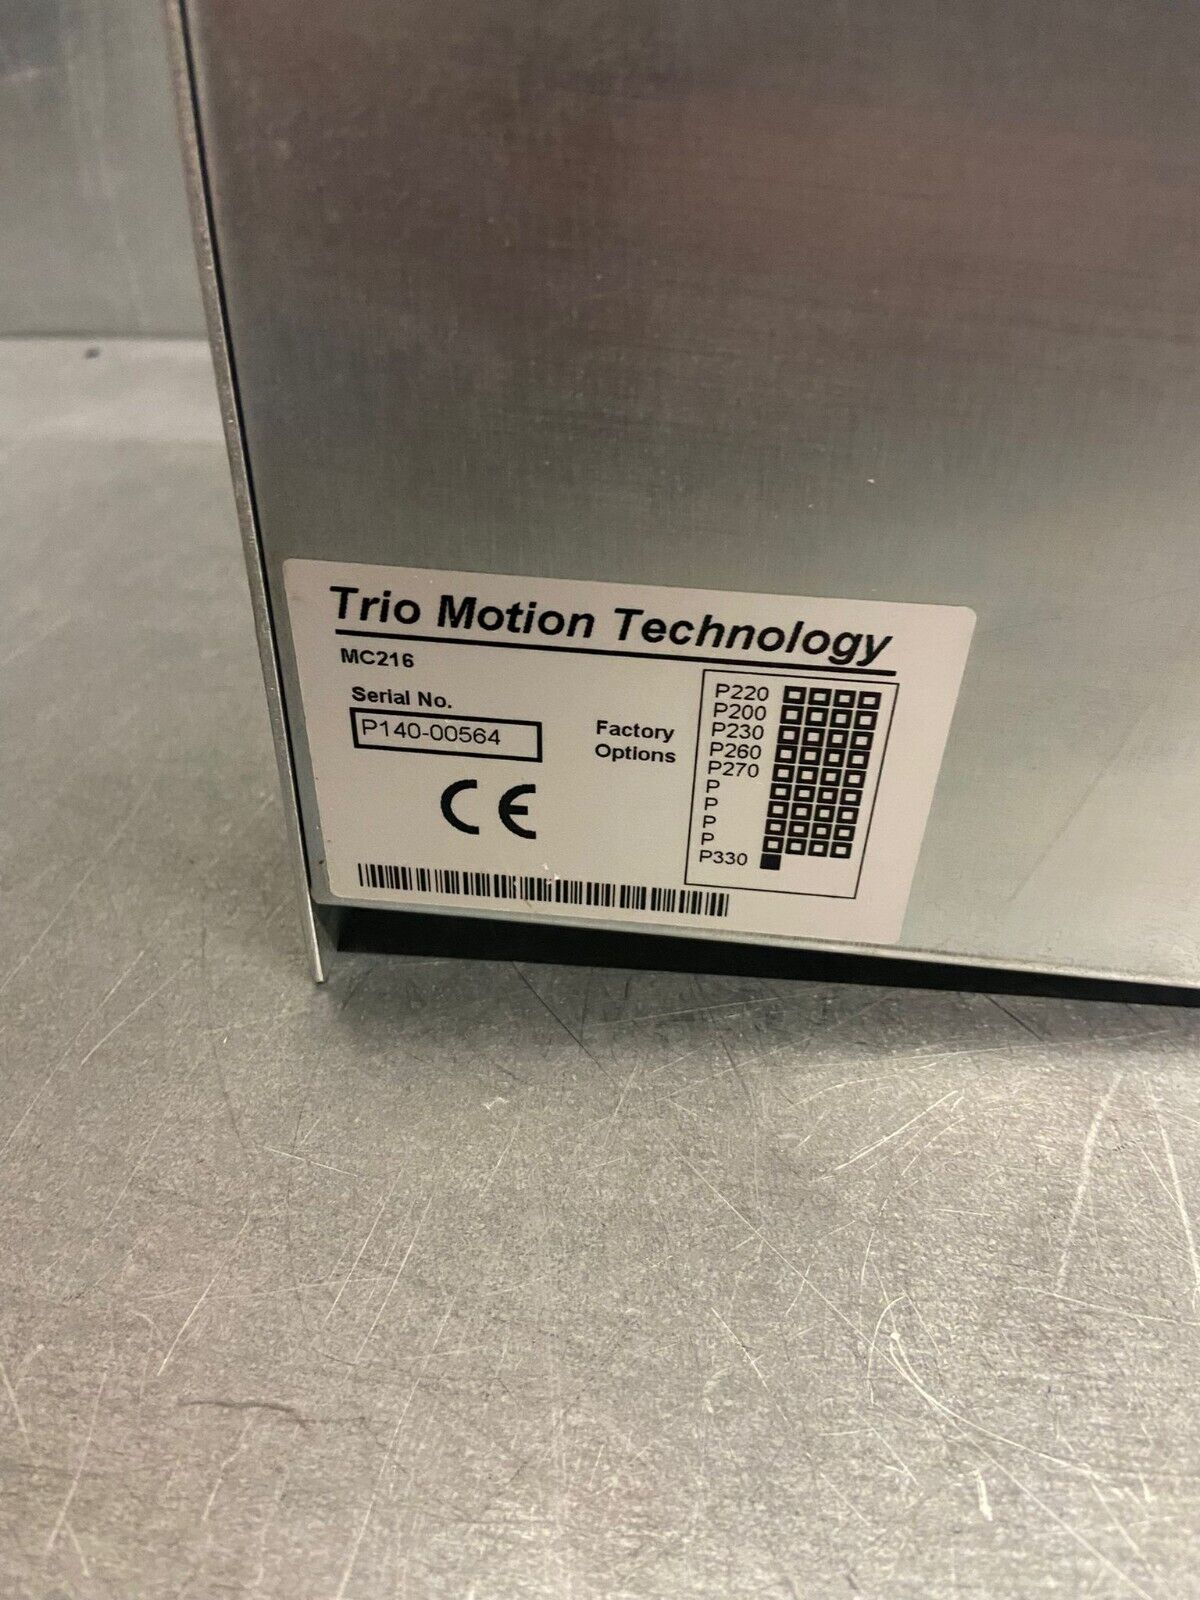 Trio Motion Technology
MC216
Serial No.
P140-00564
Factory
Options
P220
P200
P230
P260
P270
P
P
P
P
P330
CE